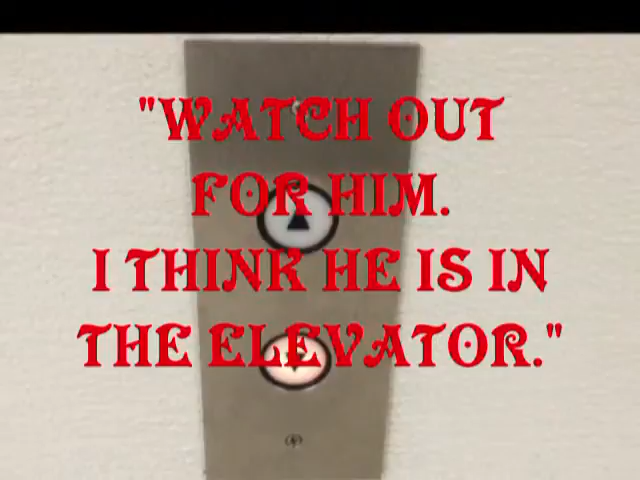 "WATCH OUT
FOR HIM.
I THINK HE IS IN
THE ELEVATOR."